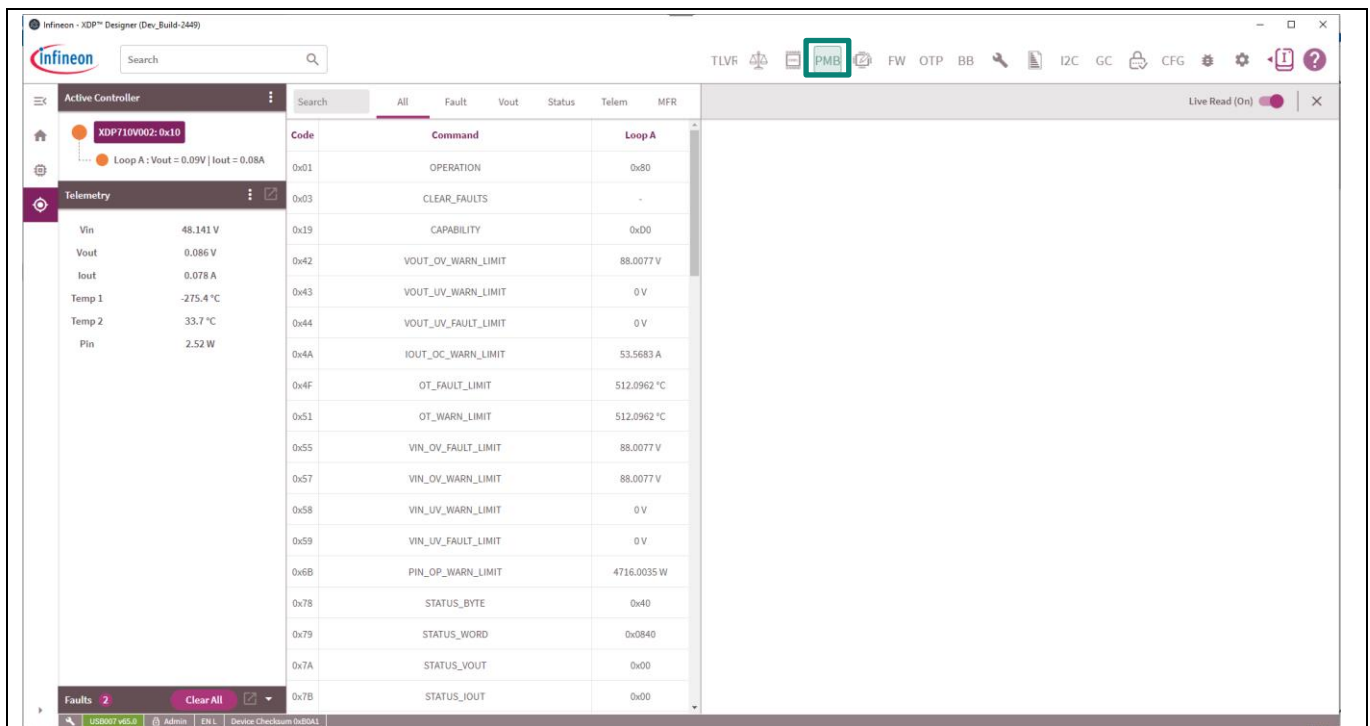 Infineon - XDP™ Designer (Dev_Build-2449)
infineon
Search
TLVR PMB FW OTP BB I2C GC CFG
Active Controller
XDP710V002: 0x10
Loop A : Vout = 0.09V | Iout = 0.08A
Telemetry
Vin 48.141 V
Vout 0.086 V
Iout 0.078 A
Temp 1 -275.4 °C
Temp 2 33.7 °C
Pin 2.52 W
Faults 2 Clear All
Search All Fault Vout Status Telem MFR
Code Command Loop A
0x01 OPERATION 0x80
0x03 CLEAR_FAULTS -
0x19 CAPABILITY 0xD0
0x42 VOUT_OV_WARN_LIMIT 88.0077 V
0x43 VOUT_UV_WARN_LIMIT 0 V
0x44 VOUT_UV_FAULT_LIMIT 0 V
0x4A IOUT_OC_WARN_LIMIT 53.5683 A
0x4F OT_FAULT_LIMIT 512.0962 °C
0x51 OT_WARN_LIMIT 512.0962 °C
0x55 VIN_OV_FAULT_LIMIT 88.0077 V
0x57 VIN_OV_WARN_LIMIT 88.0077 V
0x58 VIN_UV_WARN_LIMIT 0 V
0x59 VIN_UV_FAULT_LIMIT 0 V
0x6B PIN_OP_WARN_LIMIT 4716.0035 W
0x78 STATUS_BYTE 0x40
0x79 STATUS_WORD 0x0840
0x7A STATUS_VOUT 0x00
0x7B STATUS_IOUT 0x00
Live Read (On)
USB007 v65.0 Admin EN L Device Checksum 0xB0A1